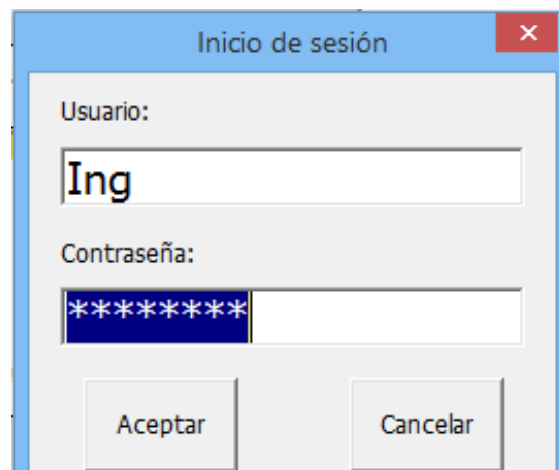 Inicio de sesión
Usuario:
Ing
Contraseña:
********
Aceptar
Cancelar